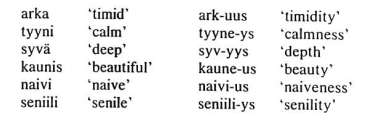 arka ‘timid’ ark-uus ‘timidity’
tyyni ‘calm’ tyyne-ys ‘calmness’
syvä ‘deep’ syv-yys ‘depth’
kaunis ‘beautiful’ kaune-us ‘beauty’
naivi ‘naive’ naivi-us ‘naiveness’
seniili ‘senile’ seniili-ys ‘senility’